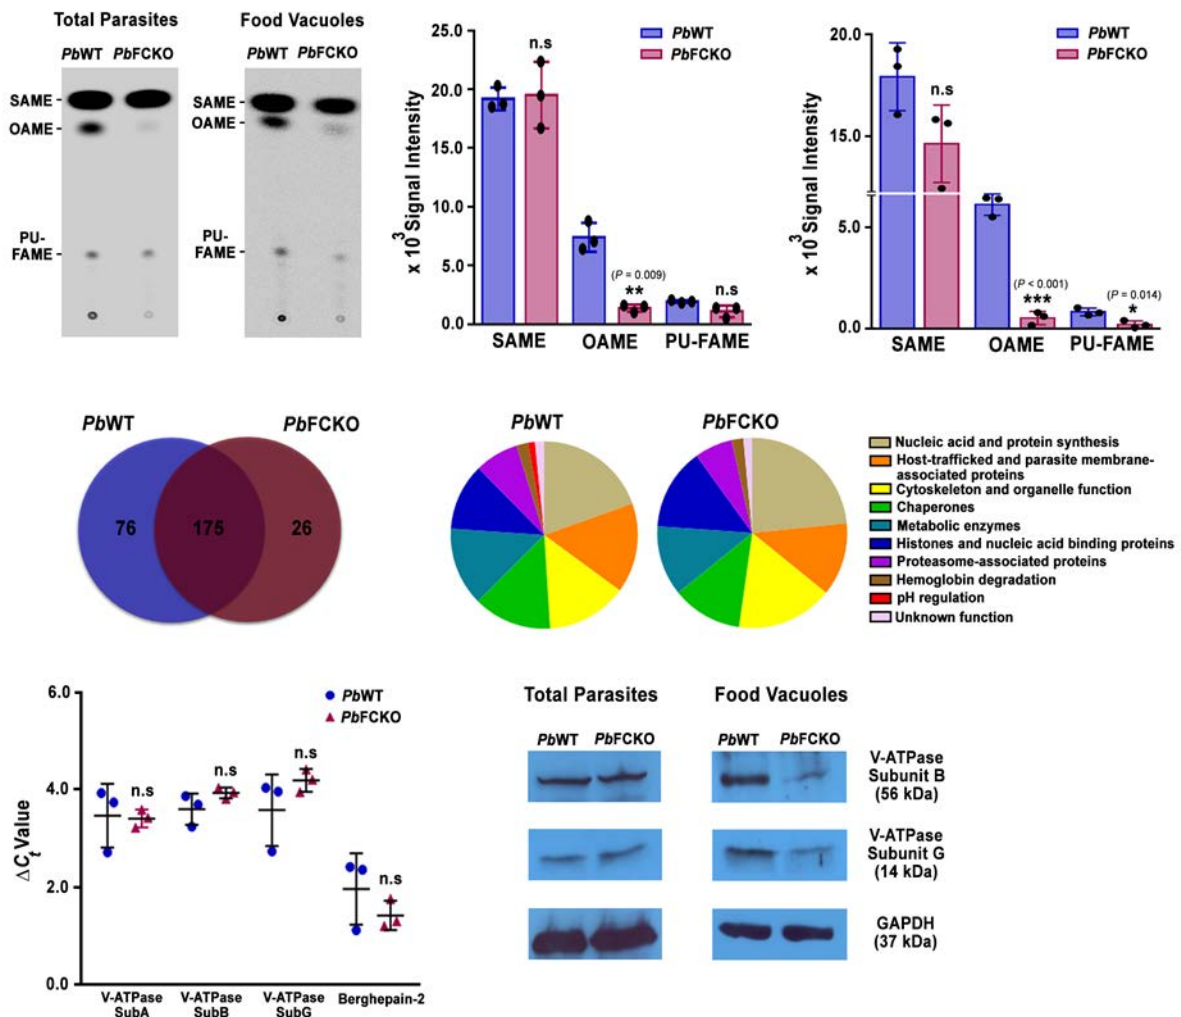 Total Parasites
Food Vacuoles
PbWT PbFCKO
PbWT PbFCKO
SAME
OAME
PU-
FAME
SAME
OAME
PU-
FAME
x 10³ Signal Intensity
25.0
20.0
15.0
10.0
5.0
0.0
PbWT
PbFCKO
n.s
(P = 0.009)
**
n.s
SAME OAME PU-FAME
x 10³ Signal Intensity
20.0
15.0
5.0
0.0
PbWT
PbFCKO
n.s
(P < 0.001)
***
(P = 0.014)
*
SAME OAME PU-FAME
PbWT
PbFCKO
76 175 26
PbWT
PbFCKO
Nucleic acid and protein synthesis
Host-trafficked and parasite membrane-
associated proteins
Cytoskeleton and organelle function
Chaperones
Metabolic enzymes
Histones and nucleic acid binding proteins
Proteasome-associated proteins
Hemoglobin degradation
pH regulation
Unknown function
ΔCt Value
6.0
4.0
2.0
0.0
PbWT
PbFCKO
n.s
n.s
n.s
n.s
V-ATPase
SubA
V-ATPase
SubB
V-ATPase
SubG
Berghepain-2
Total Parasites
Food Vacuoles
PbWT PbFCKO
PbWT PbFCKO
V-ATPase
Subunit B
(56 kDa)
V-ATPase
Subunit G
(14 kDa)
GAPDH
(37 kDa)